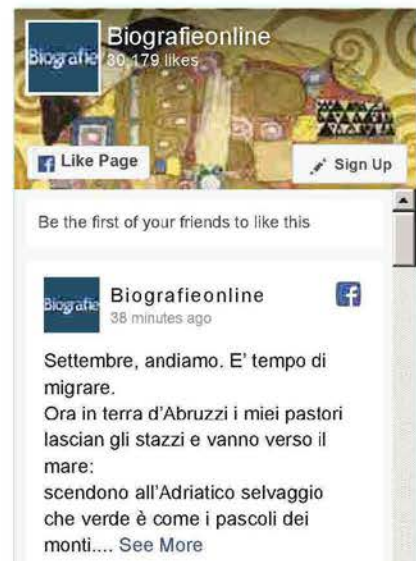 Biografieonline
Biografie
30,179 likes
Like Page
Sign Up
Be the first of your friends to like this
Biografie
Biografieonline
38 minutes ago
Settembre, andiamo. E' tempo di
migrare.
Ora in terra d'Abruzzi i miei pastori
lascian gli stazzi e vanno verso il
mare:
scendono all'Adriatico selvaggio
che verde è come i pascoli dei
monti.... See More